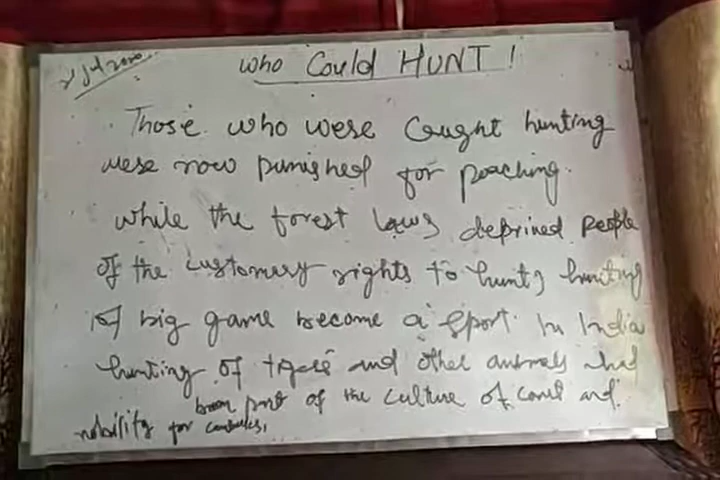 Who Could HUNT !
Those who were Caught hunting
were now punished for poaching.
While the forest laws deprived people
of the customery rights to hunt, hunting
of big game become a sport. In India
hunting of tigers and other animals had
been part of the culture of court and
nobility for centuries.